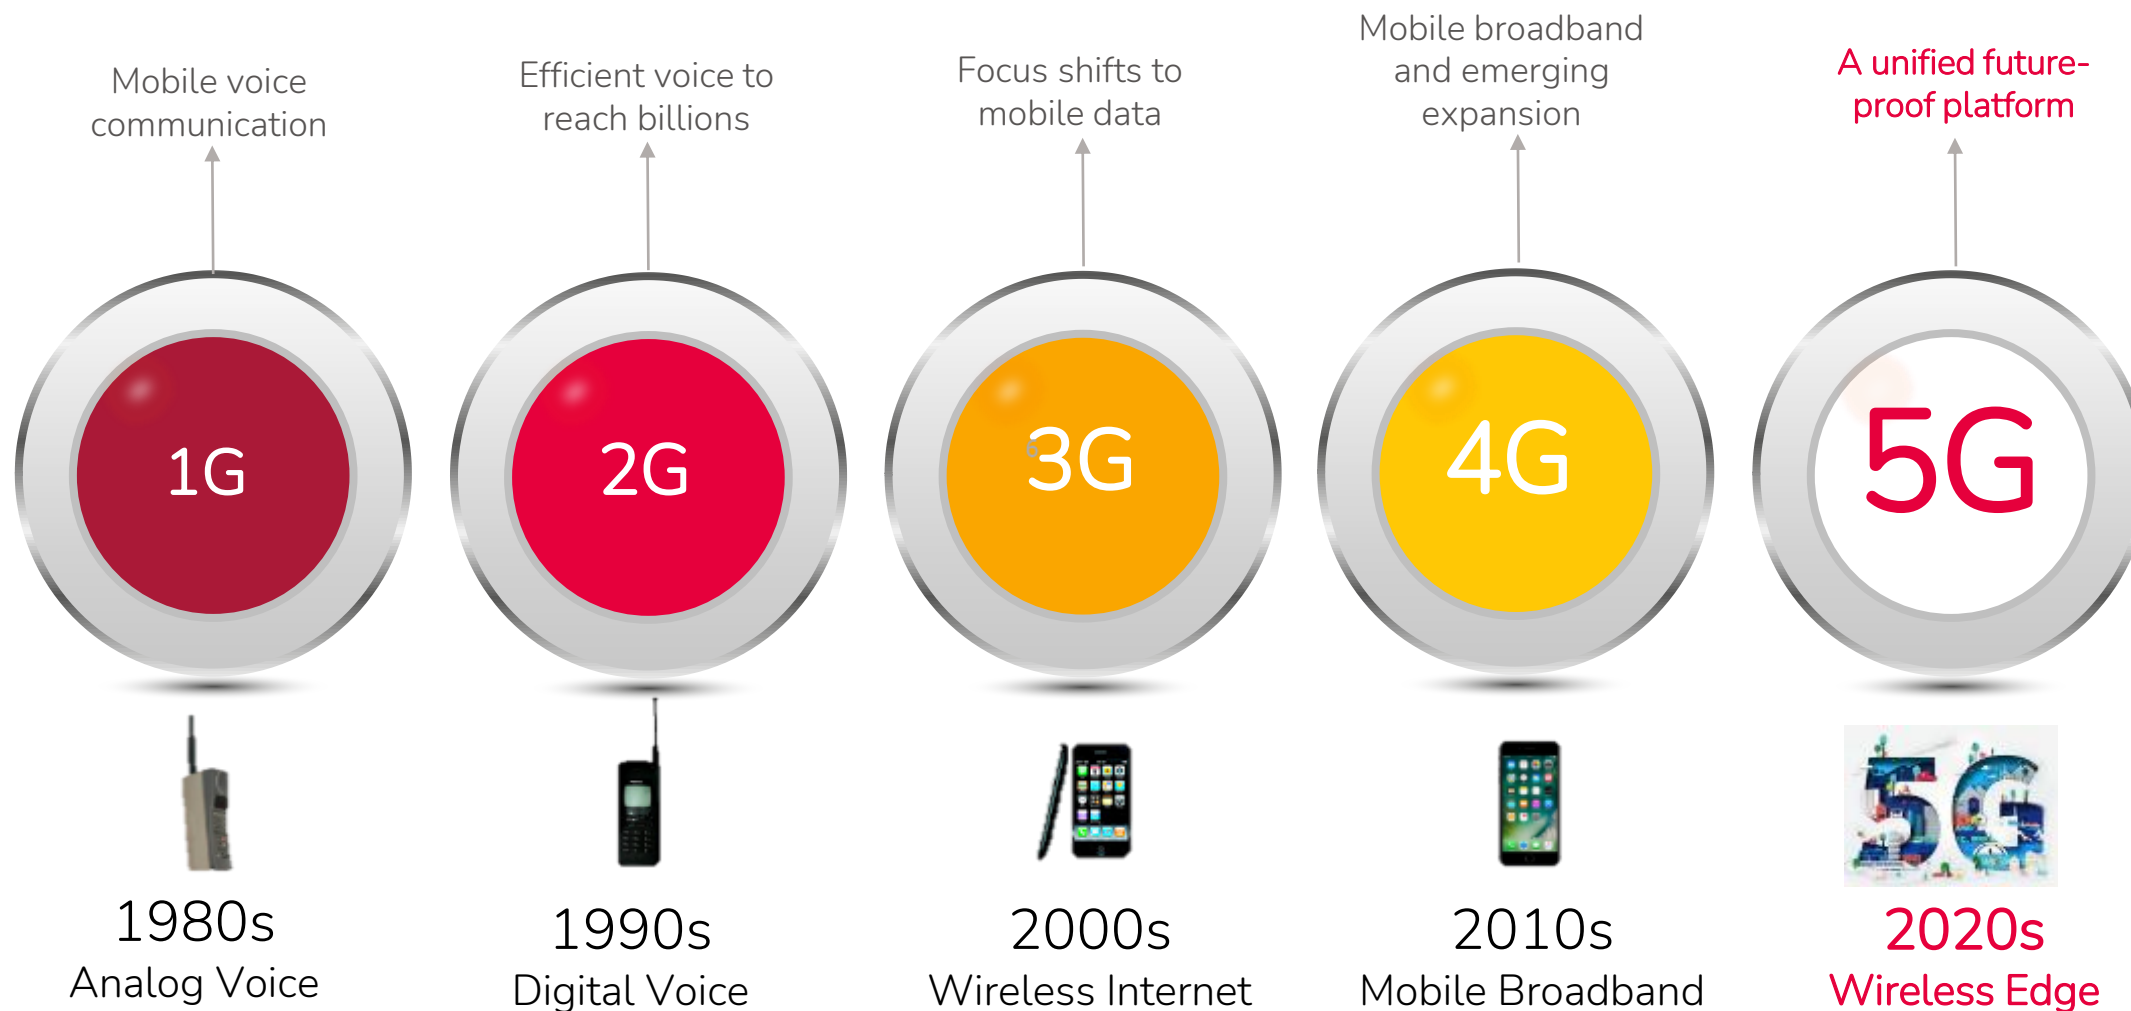 Mobile voice
communication
Efficient voice to
reach billions
Focus shifts to
mobile data
Mobile broadband
and emerging
expansion
A unified future-
proof platform
1G
2G
6
3G
4G
5G
5G
1980s
Analog Voice
1990s
Digital Voice
2000s
Wireless Internet
2010s
Mobile Broadband
2020s
Wireless Edge